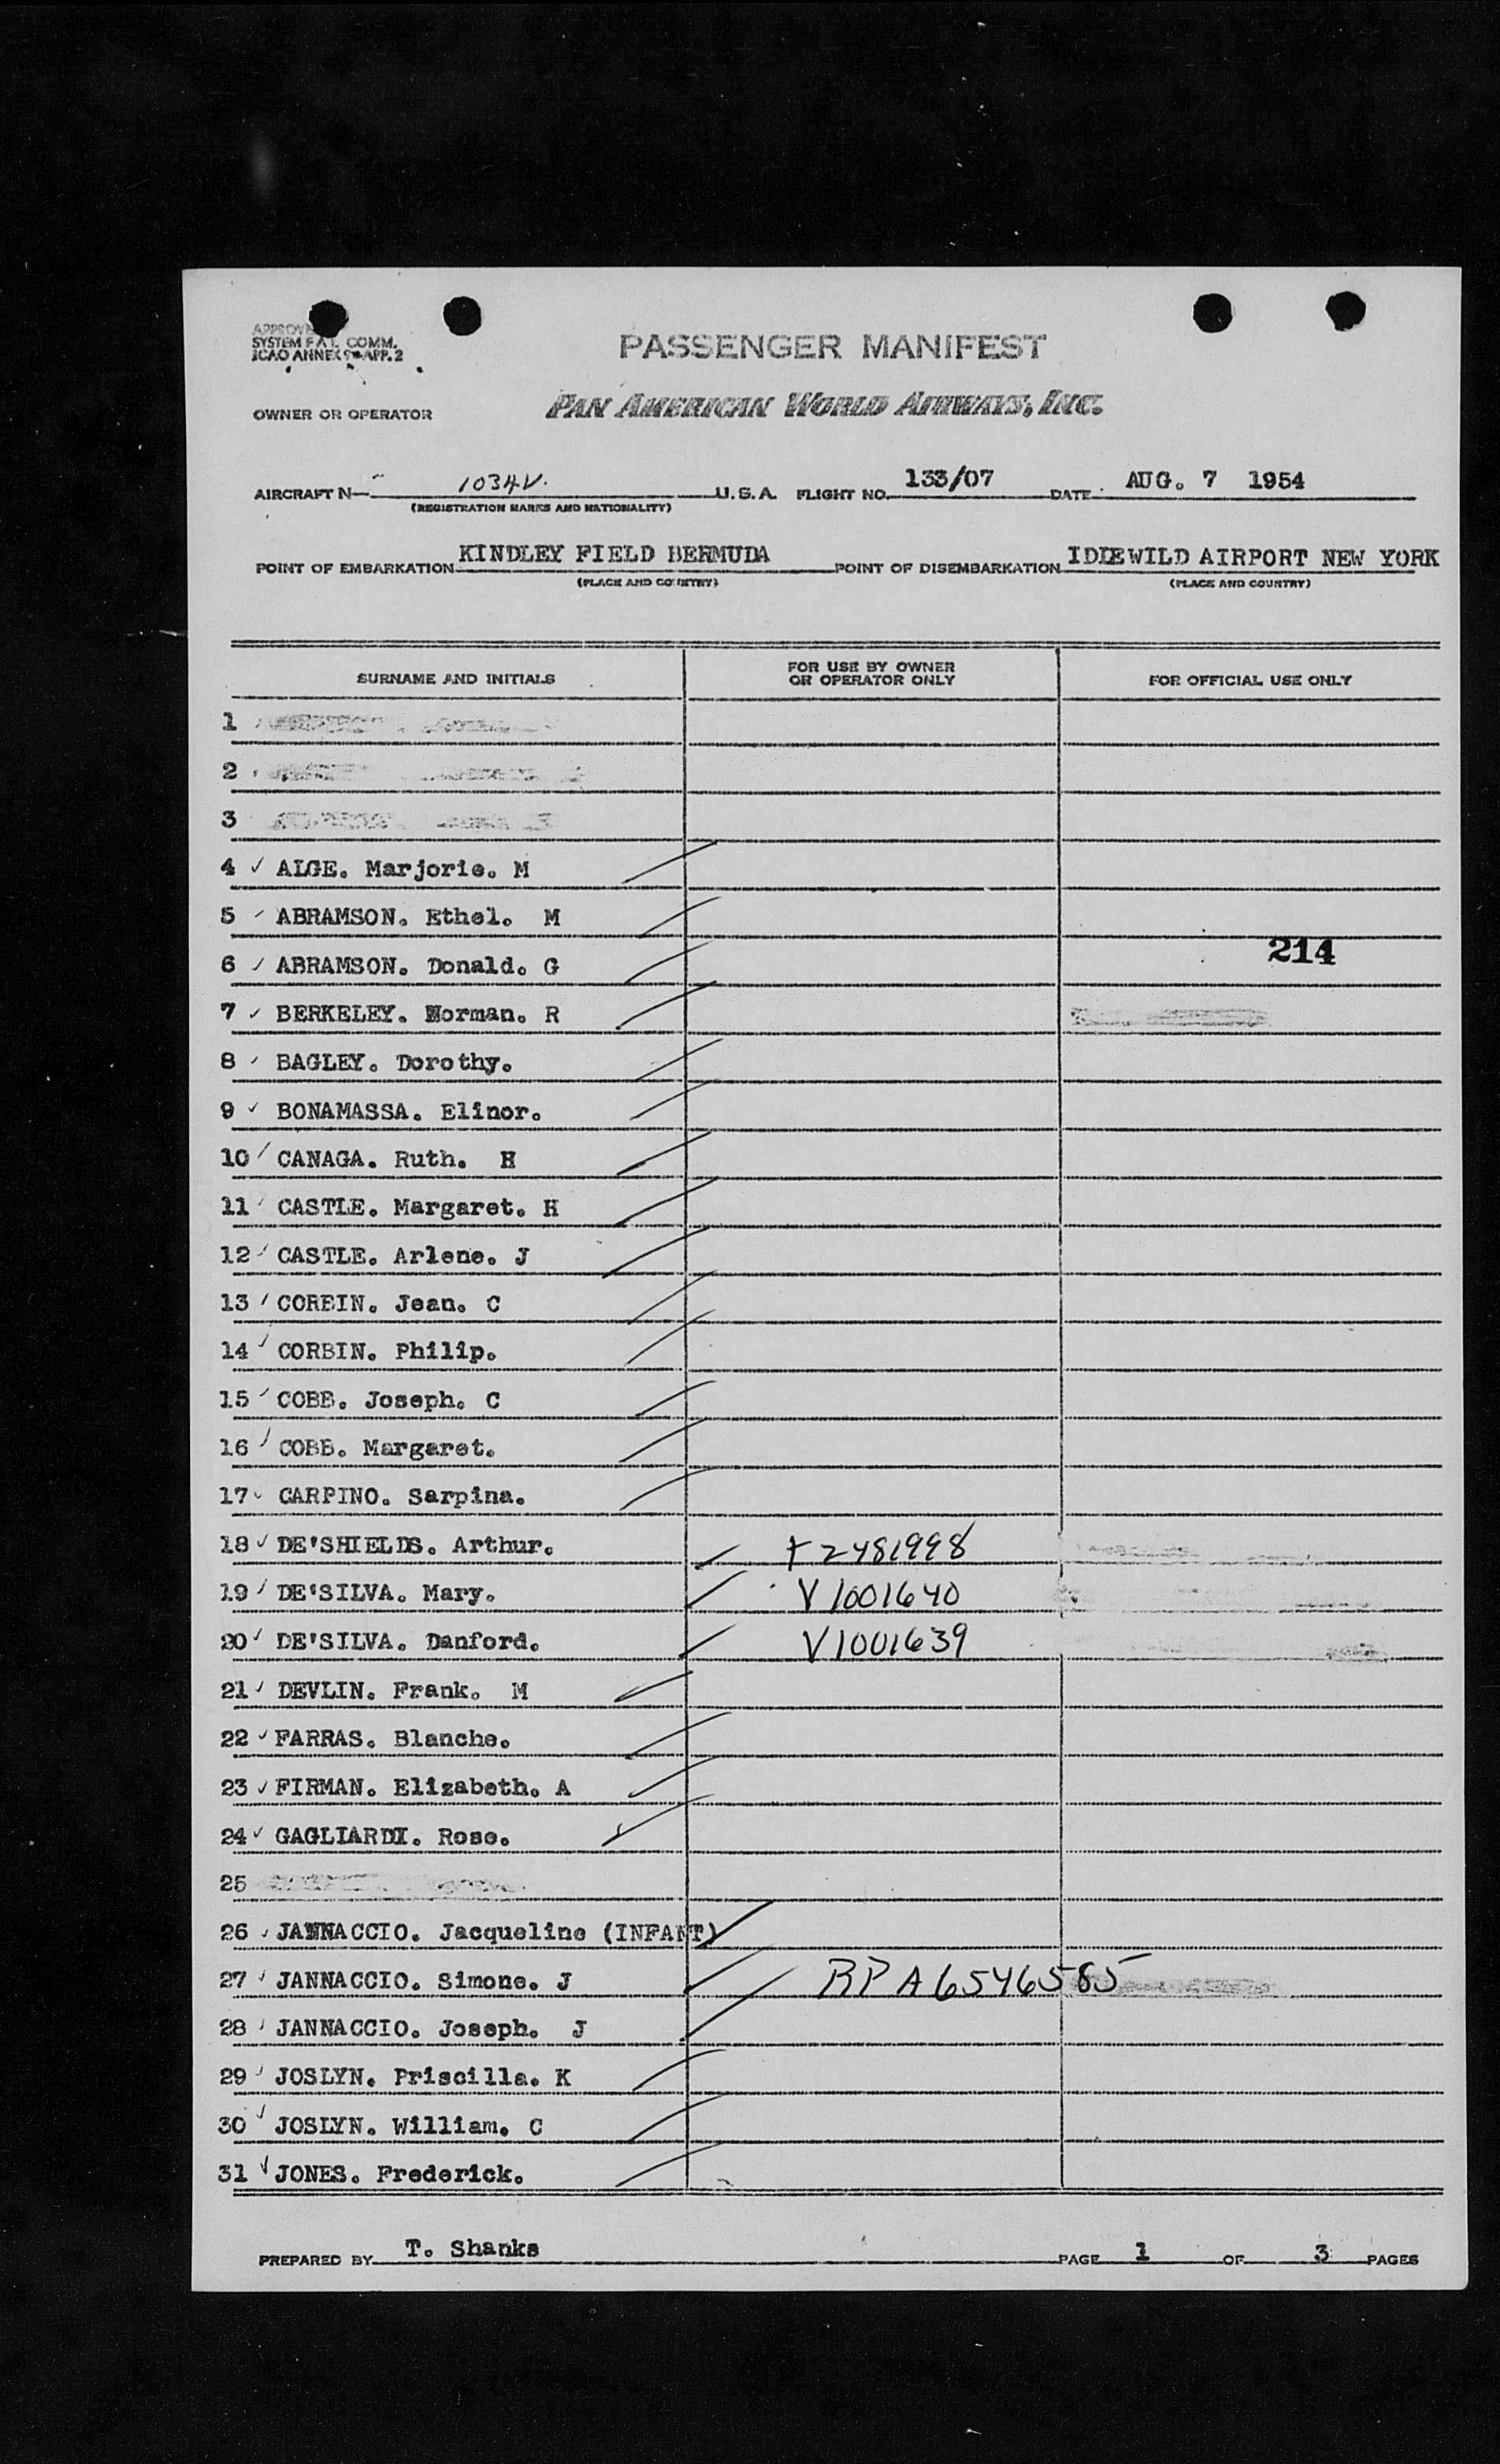 SYSTEM F.A.L. COMM.
ICAO ANNEX 9 APP. 2
PASSENGER MANIFEST
OWNER OR OPERATOR PAN AMERICAN WORLD AIRWAYS, INC.
AIRCRAFT N— 1034V. U.S.A. FLIGHT NO. 133/07 DATE AUG. 7 1954
(REGISTRATION MARKS AND NATIONALITY)
POINT OF EMBARKATION KINDLEY FIELD BERMUDA POINT OF DISEMBARKATION IDLEWILD AIRPORT NEW YORK
(PLACE AND COUNTRY) (PLACE AND COUNTRY)
SURNAME AND INITIALS FOR USE BY OWNER OR OPERATOR ONLY FOR OFFICIAL USE ONLY
1
2
3
4 ✓ ALGE. Marjorie. M
5 ✓ ABRAMSON. Ethel. M
214
6 ✓ ABRAMSON. Donald. G
7 ✓ BERKELEY. Norman. R
8 ✓ BAGLEY. Dorothy.
9 ✓ BONAMASSA. Elinor.
10 ✓ CANAGA. Ruth. H
11 ✓ CASTLE. Margaret. H
12 ✓ CASTLE. Arlene. J
13 ✓ CORBIN. Jean. C
14 ✓ CORBIN. Philip.
15 ✓ COBB. Joseph. C
16 ✓ COBB. Margaret.
17 ✓ CARPINO. Sarpina.
18 ✓ DE'SHIELDS. Arthur. 2481998
19 ✓ DE'SILVA. Mary. V1001640
20 ✓ DE'SILVA. Danford. V1001639
21 ✓ DEVLIN. Frank. M
22 ✓ FARRAS. Blanche.
23 ✓ FIRMAN. Elizabeth. A
24 ✓ GAGLIARDI. Rose.
25
26 ✓ JANNACCIO. Jacqueline (INFANT)
27 ✓ JANNACCIO. Simone. J RP A6546585
28 ✓ JANNACCIO. Joseph. J
29 ✓ JOSLYN. Priscilla. K
30 ✓ JOSLYN. William. C
31 ✓ JONES. Frederick.
PREPARED BY T. Shanks PAGE 1 OF 3 PAGES